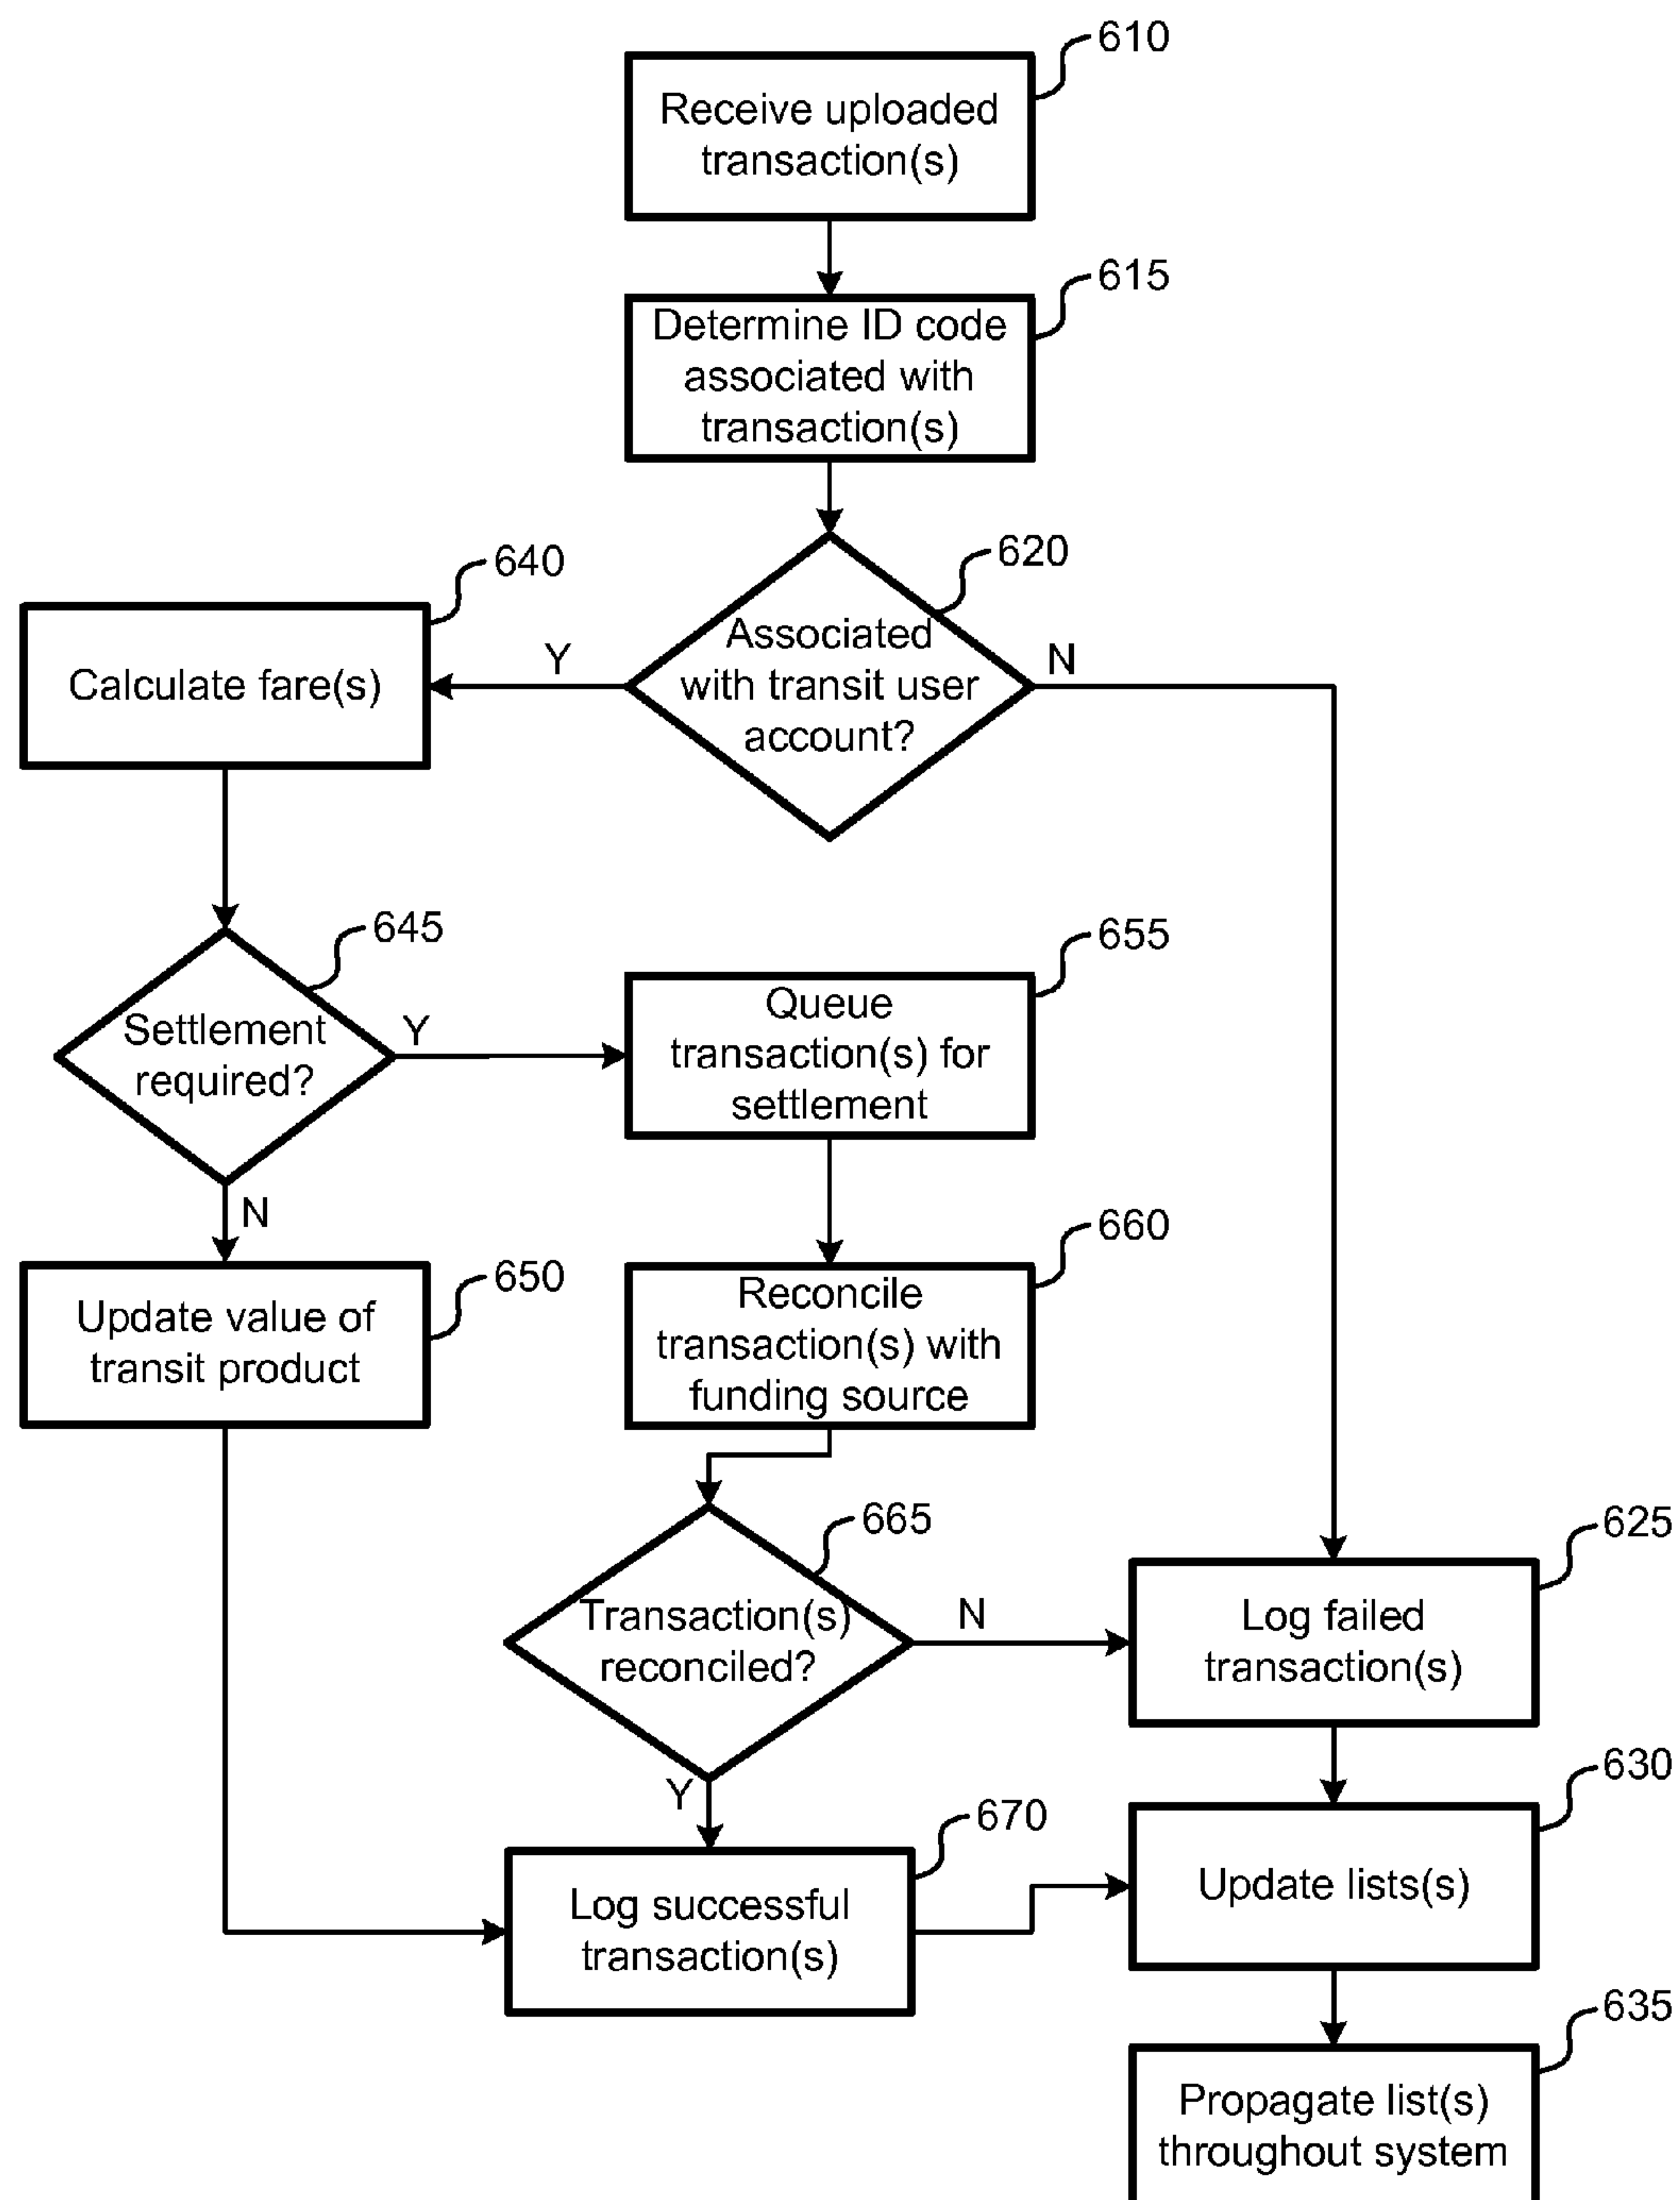 610
Receive uploaded
transaction(s)
615
Determine ID code
associated with
transaction(s)
620
Associated
with transit user
account?
Y
N
640
Calculate fare(s)
645
Settlement
required?
Y
N
655
Queue
transaction(s) for
settlement
650
Update value of
transit product
660
Reconcile
transaction(s) with
funding source
665
Transaction(s)
reconciled?
N
Y
625
Log failed
transaction(s)
670
Log successful
transaction(s)
630
Update lists(s)
635
Propagate list(s)
throughout system